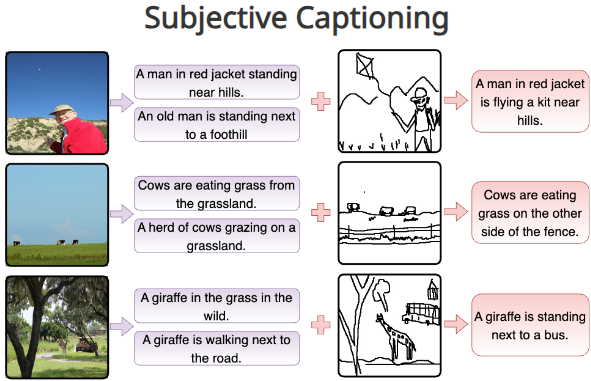 Subjective Captioning
A man in red jacket standing
near hills.
An old man is standing next
to a foothill
A man in red jacket
is flying a kit near
hills.
Cows are eating grass from
the grassland.
A herd of cows grazing on a
grassland.
Cows are eating
grass on the other
side of the fence.
A giraffe in the grass in the
wild.
A giraffe is walking next to
the road.
A giraffe is standing
next to a bus.